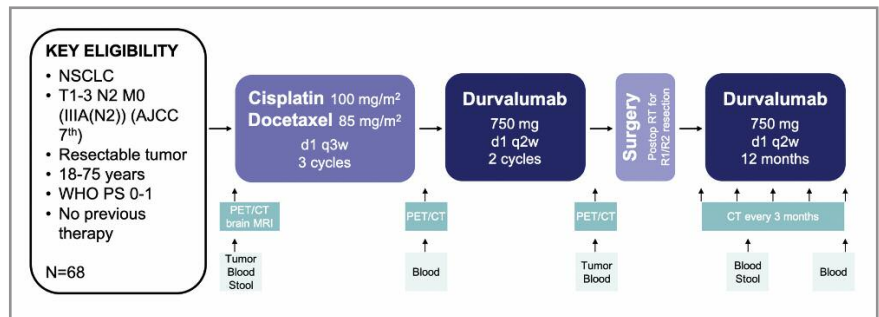 KEY ELIGIBILITY
• NSCLC
• T1-3 N2 M0
(IIIA(N2)) (AJCC
7th)
• Resectable tumor
• 18-75 years
• WHO PS 0-1
• No previous
therapy
N=68
Cisplatin 100 mg/m²
Docetaxel 85 mg/m²
d1 q3w
3 cycles
Durvalumab
750 mg
d1 q2w
2 cycles
Surgery
Postop RT for
R1/R2 resection
Durvalumab
750 mg
d1 q2w
12 months
PET/CT
brain MRI
PET/CT
PET/CT
CT every 3 months
Tumor
Blood
Stool
Blood
Tumor
Blood
Blood
Stool
Blood